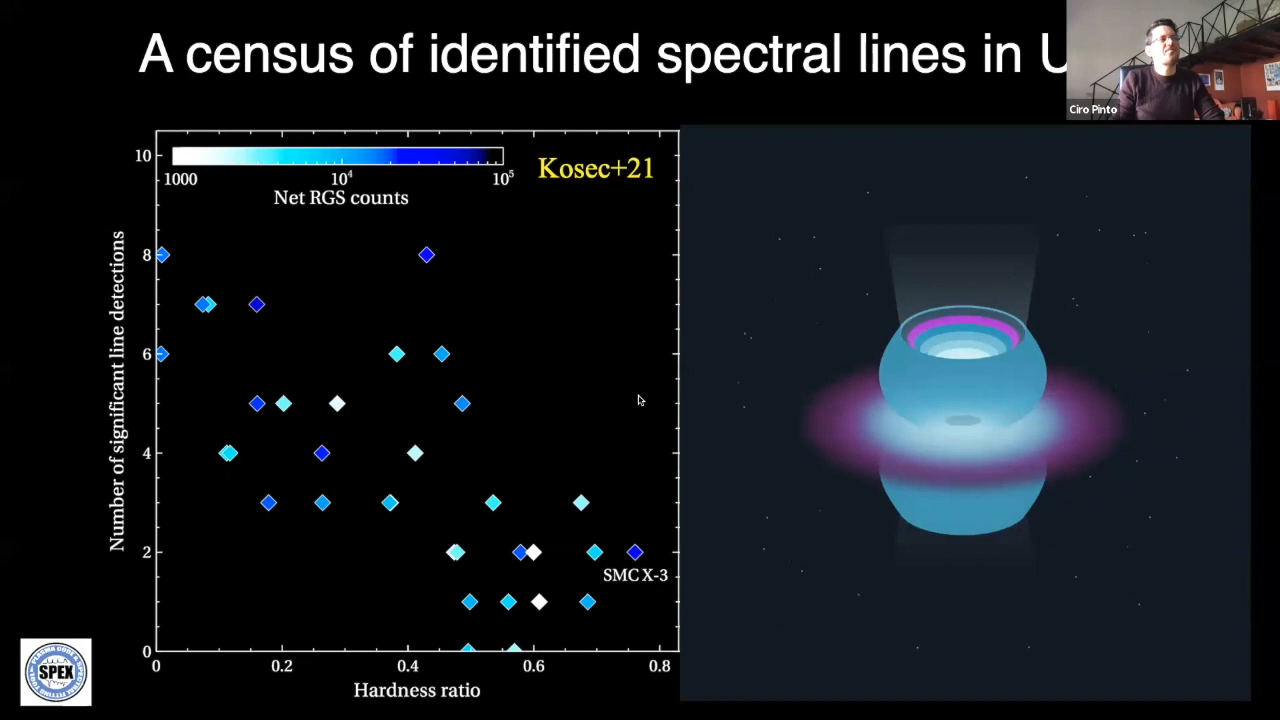 A census of identified spectral lines in U
Ciro Pinto
Kosec+21
1000
10⁴
10⁵
Net RGS counts
Number of significant line detections
10
8
6
4
2
0
SMC X-3
0
0.2
0.4
0.6
0.8
Hardness ratio
SPEX